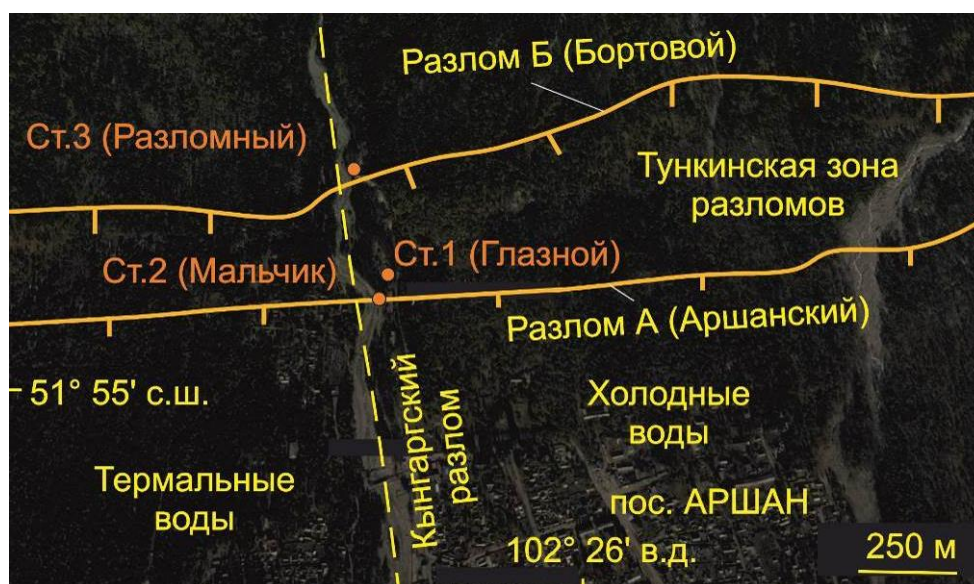 Разлом Б (Бортовой)
Ст.3 (Разломный)
Тункинская зона
разломов
Ст.1 (Глазной)
Ст.2 (Мальчик)
Разлом А (Аршанский)
51° 55' с.ш.
Холодные
воды
Кынгаргский
разлом
Термальные
воды
пос. АРШАН
102° 26' в.д.
250 м